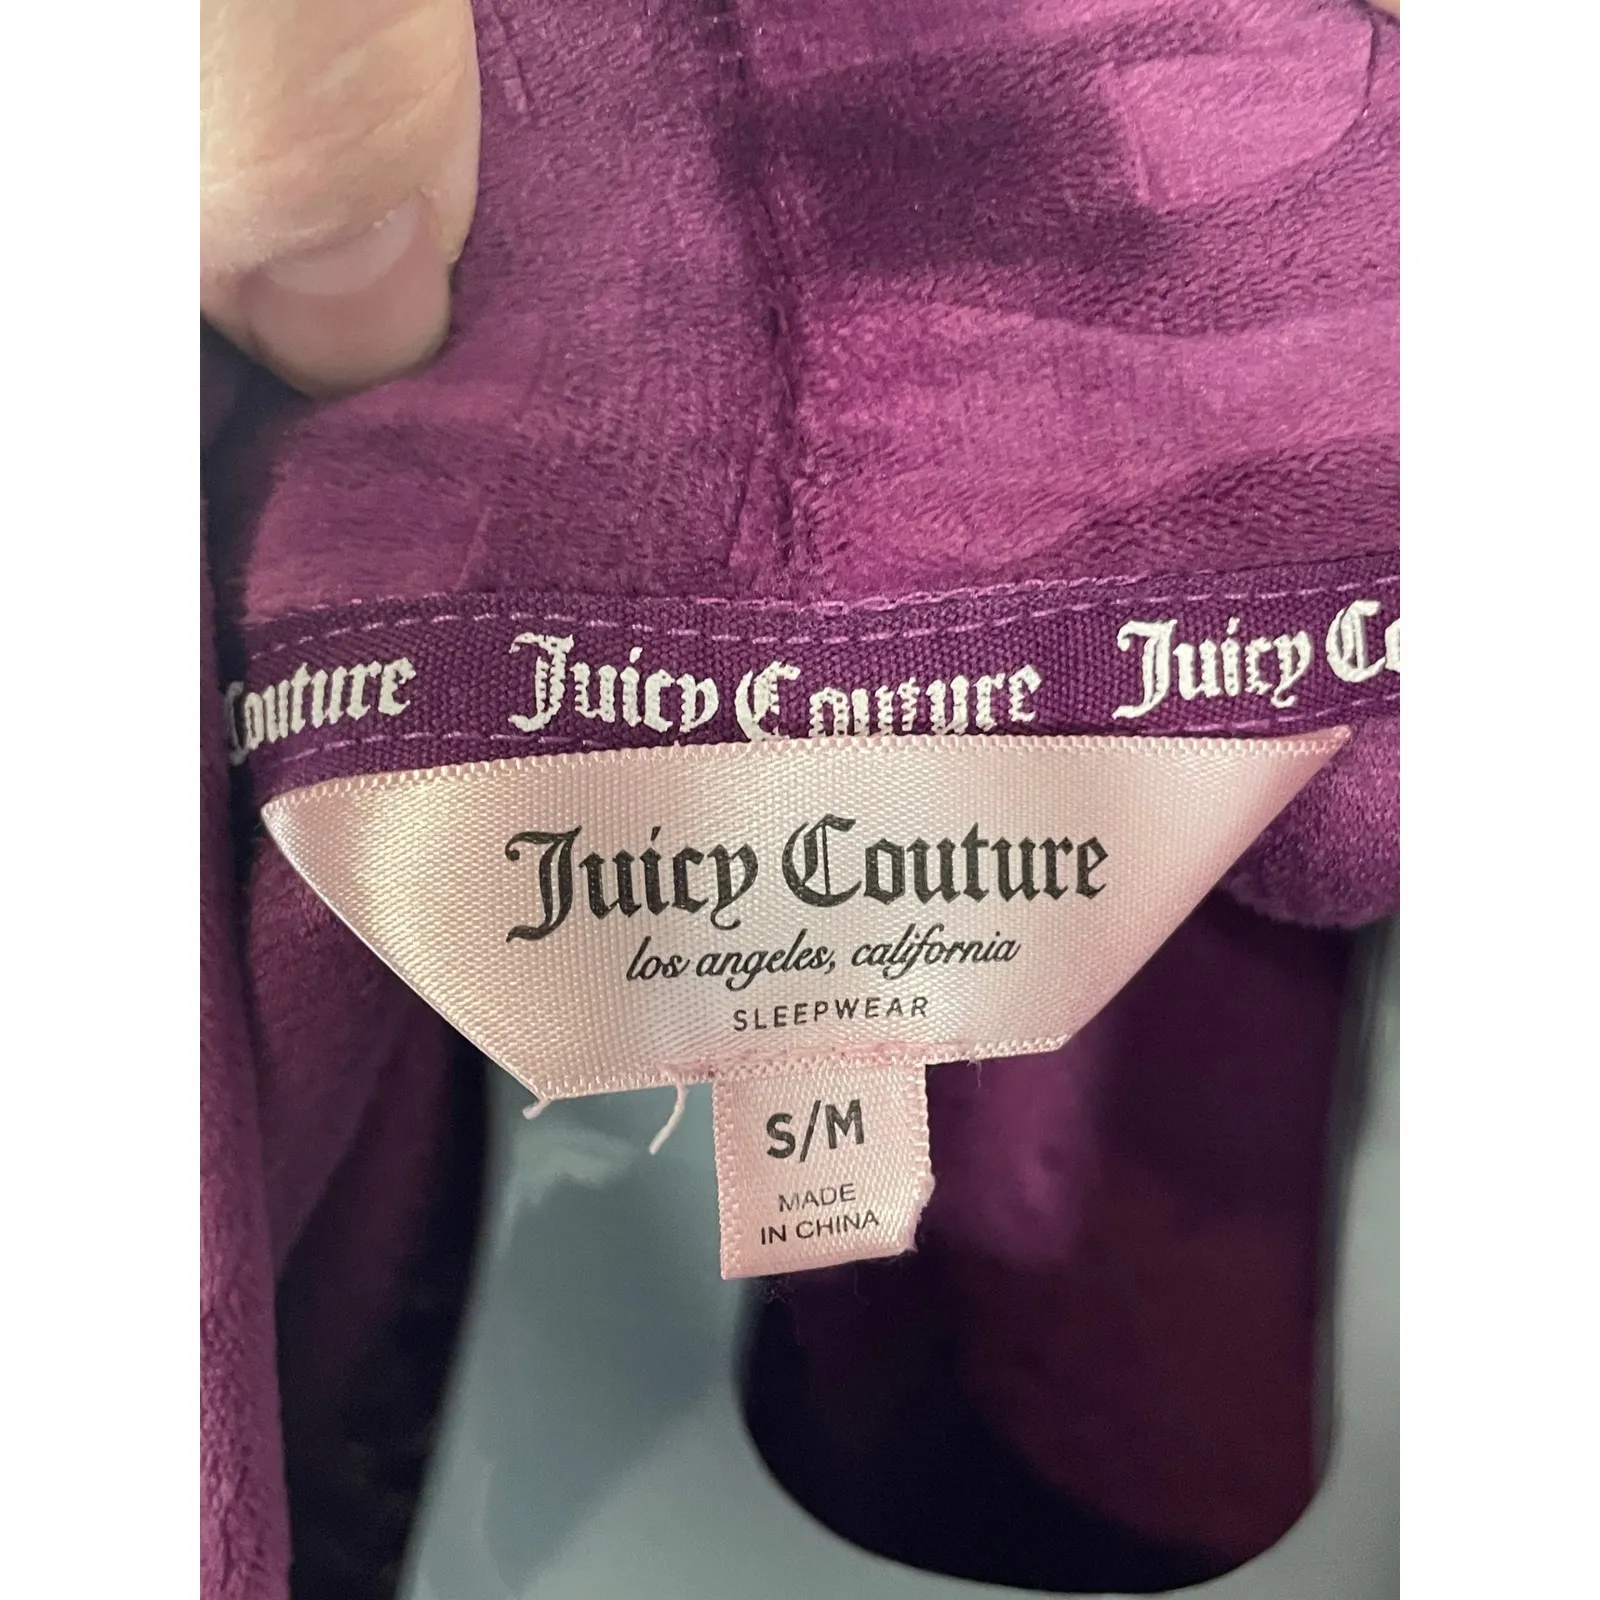 Couture Juicy Couture Juicy Co
Juicy Couture
los angeles, california
SLEEPWEAR
S/M
MADE
IN CHINA